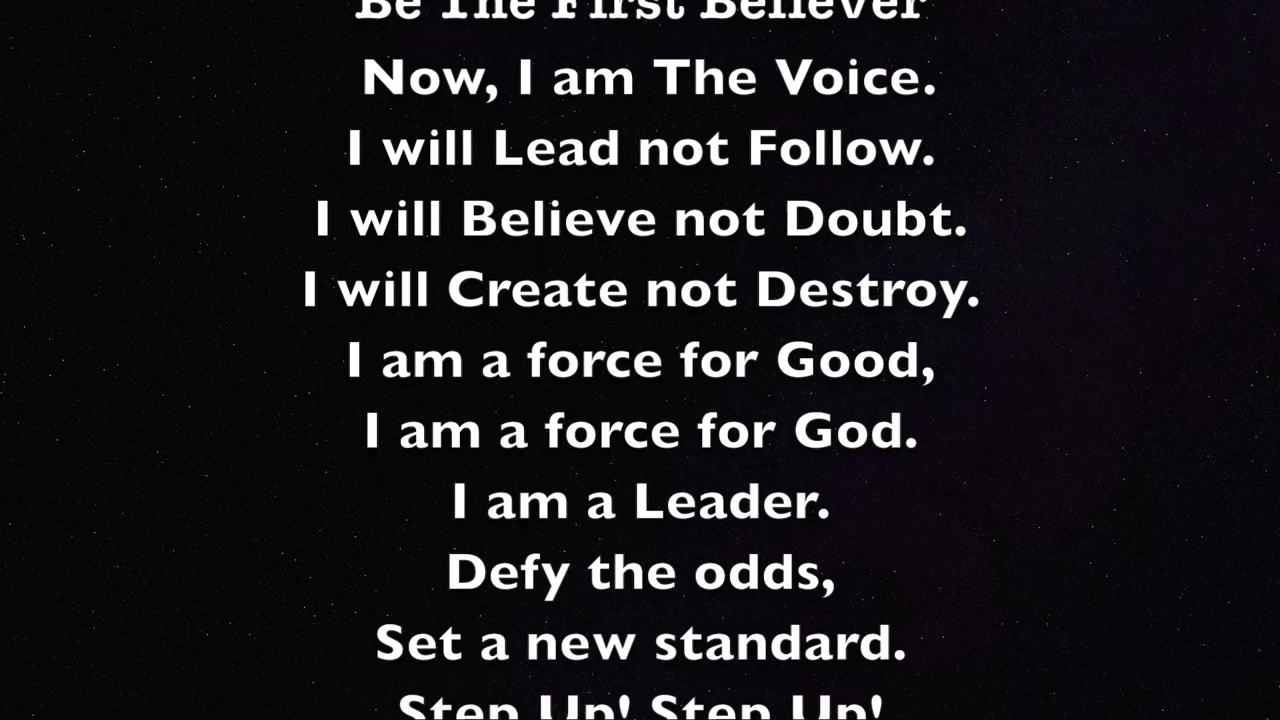 Be The First Believer
Now, I am The Voice.
I will Lead not Follow.
I will Believe not Doubt.
I will Create not Destroy.
I am a force for Good,
I am a force for God.
I am a Leader.
Defy the odds,
Set a new standard.
Step Up! Step Up!